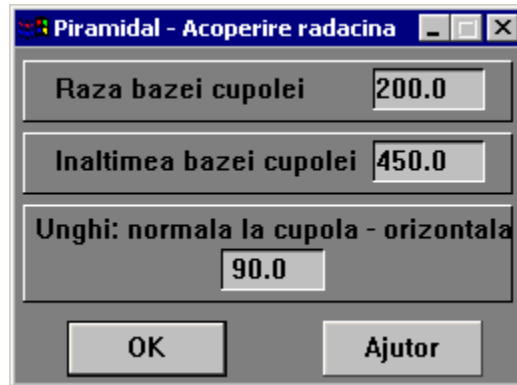 Piramidal - Acoperire radacina
Raza bazei cupolei 200.0
Inaltimea bazei cupolei 450.0
Unghi: normala la cupola - orizontala
90.0
OK Ajutor